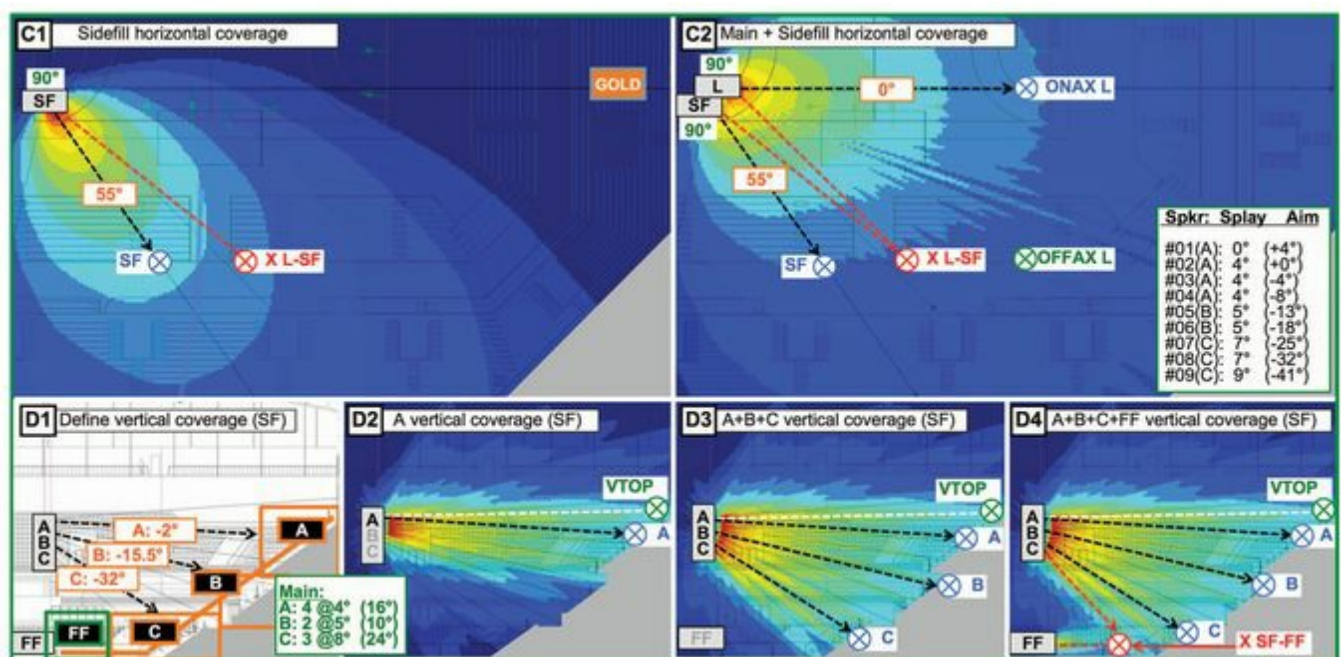 C1 Sidefill horizontal coverage
90°
SF
GOLD
55°
SF
X L-SF
C2 Main + Sidefill horizontal coverage
90°
L
SF
90°
0°
ONAX L
55°
SF
X L-SF
OFFAX L
Spkr: Splay Aim
#01(A): 0° (+4°)
#02(A): 4° (+0°)
#03(A): 4° (-4°)
#04(A): 4° (-8°)
#05(B): 5° (-13°)
#06(B): 5° (-18°)
#07(C): 7° (-25°)
#08(C): 7° (-32°)
#09(C): 9° (-41°)
D1 Define vertical coverage (SF)
A
B
C
A: -2°
B: -15.5°
C: -32°
A
B
C
FF
FF
Main:
A: 4 @4° (16°)
B: 2 @5° (10°)
C: 3 @8° (24°)
D2 A vertical coverage (SF)
VTOP
A
B
C
A
D3 A+B+C vertical coverage (SF)
VTOP
A
B
C
A
B
C
FF
D4 A+B+C+FF vertical coverage (SF)
VTOP
A
B
C
A
B
C
FF
X SF-FF